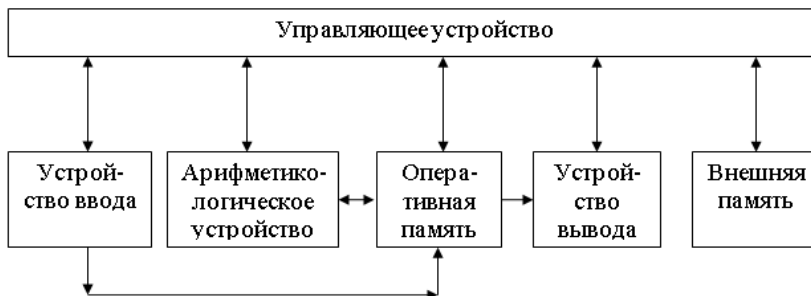 Управляющее устройство
Устрой-
ство ввода
Арифметико-
логическое
устройство
Опера-
тивная
память
Устрой-
ство
вывода
Внешняя
память